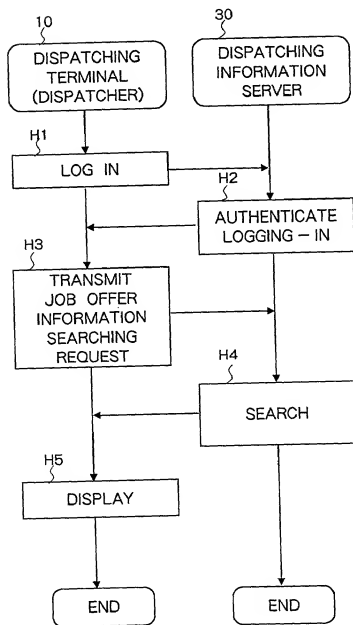 10
30
DISPATCHING
TERMINAL
(DISPATCHER)
DISPATCHING
INFORMATION
SERVER
H1
LOG IN
H2
AUTHENTICATE
LOGGING-IN
H3
TRANSMIT
JOB OFFER
INFORMATION
SEARCHING
REQUEST
H4
SEARCH
H5
DISPLAY
END
END